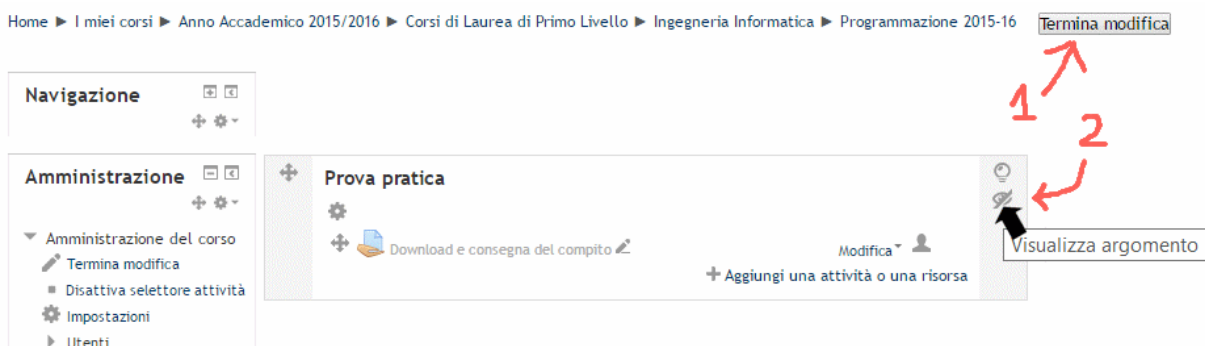 Home ► I miei corsi ► Anno Accademico 2015/2016 ► Corsi di Laurea di Primo Livello ► Ingegneria Informatica ► Programmazione 2015-16 Termina modifica
1
2
Navigazione
Amministrazione
Prova pratica
Amministrazione del corso
Download e consegna del compito
Modifica
Visualizza argomento
Termina modifica
Aggiungi una attività o una risorsa
Disattiva selettore attività
Impostazioni
Utenti